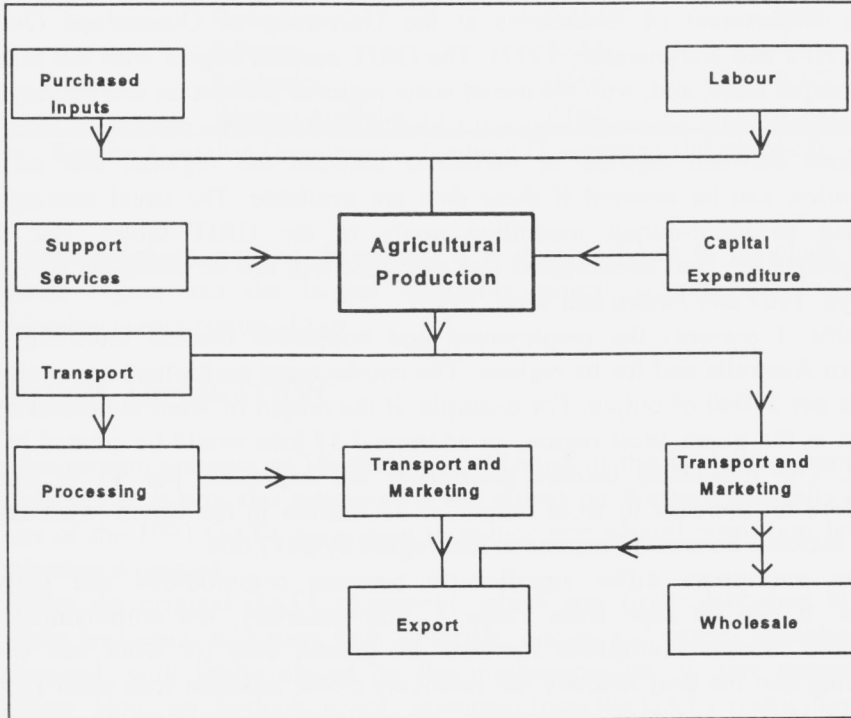 Purchased
Inputs
Labour
Support
Services
Agricultural
Production
Capital
Expenditure
Transport
Processing
Transport and
Marketing
Transport and
Marketing
Export
Wholesale